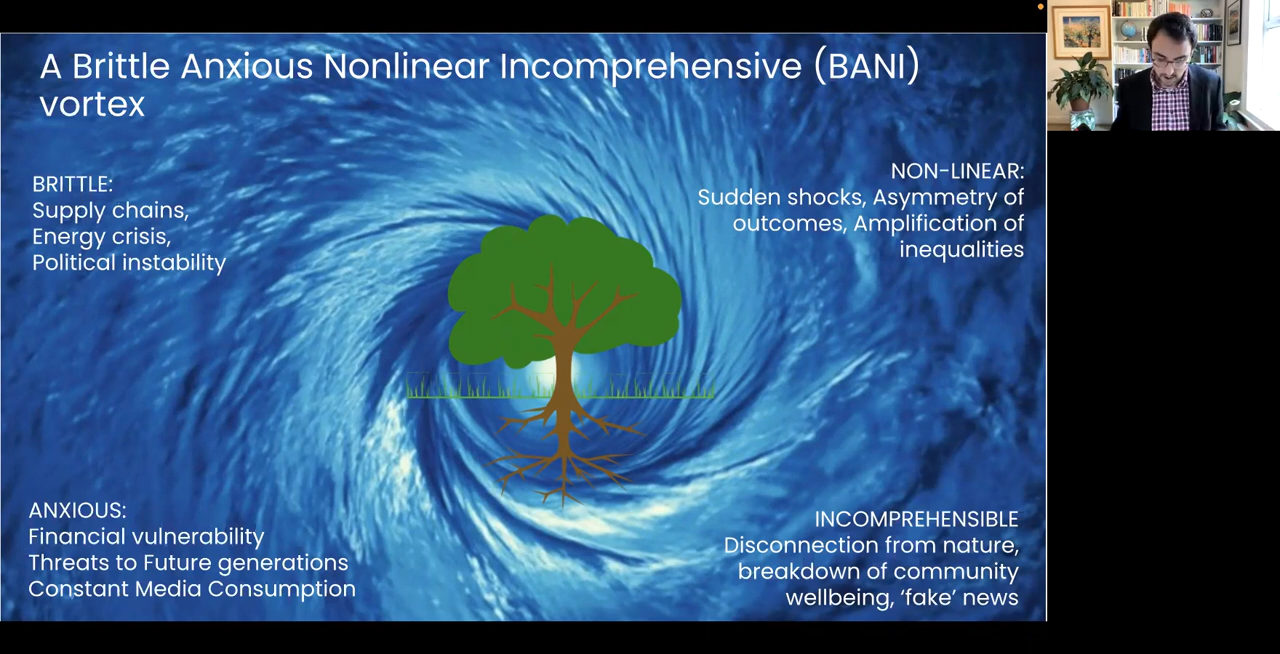 A Brittle Anxious Nonlinear Incomprehensive (BANI)
vortex
BRITTLE:
Supply chains,
Energy crisis,
Political instability
NON-LINEAR:
Sudden shocks, Asymmetry of
outcomes, Amplification of
inequalities
ANXIOUS:
Financial vulnerability
Threats to Future generations
Constant Media Consumption
INCOMPREHENSIBLE
Disconnection from nature,
breakdown of community
wellbeing, ‘fake’ news